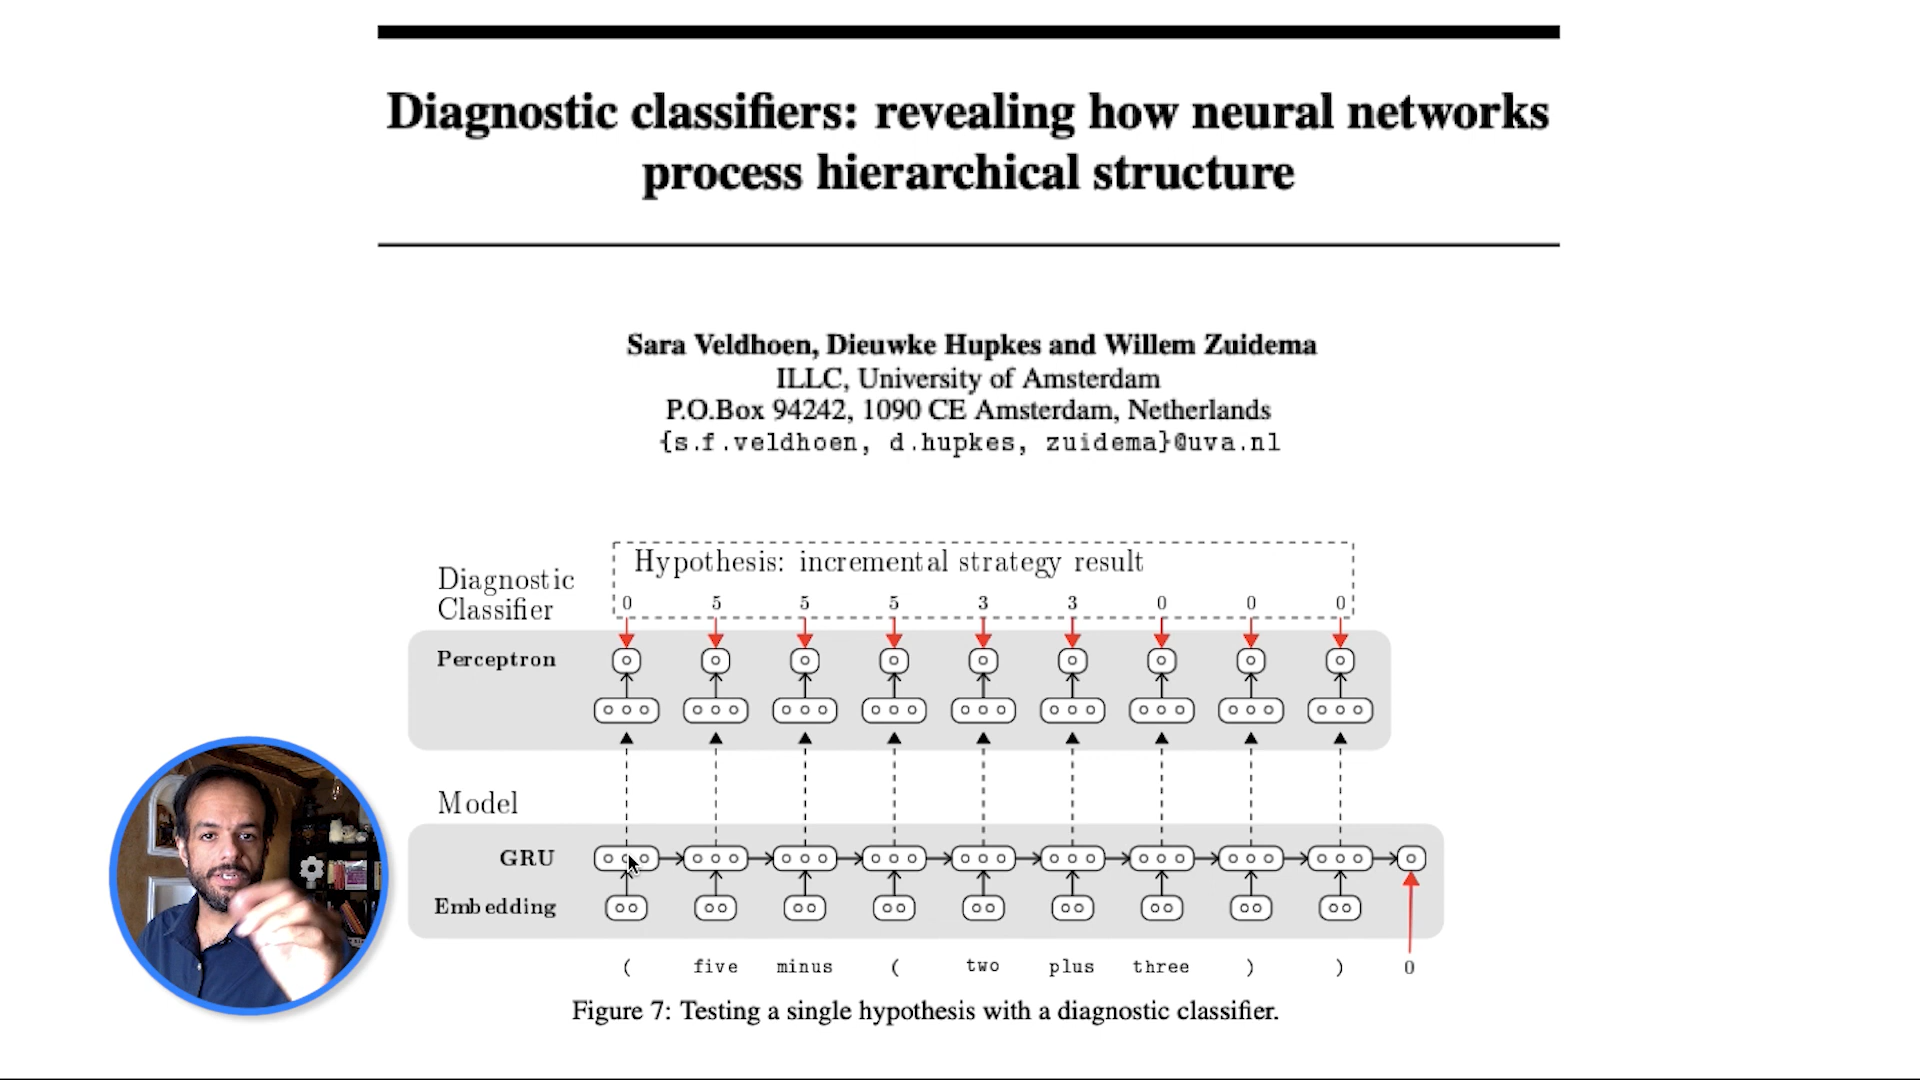 Diagnostic classifiers: revealing how neural networks
process hierarchical structure
Sara Veldhoen, Dieuwke Hupkes and Willem Zuidema
ILLC, University of Amsterdam
P.O.Box 94242, 1090 CE Amsterdam, Netherlands
{s.f.veldhoen, d.hupkes, zuidema}@uva.nl
Hypothesis: incremental strategy result
Diagnostic
Classifier
0 5 5 5 3 3 0 0 0
Perceptron
Model
GRU
Embedding
( five minus ( two plus three ) ) 0
Figure 7: Testing a single hypothesis with a diagnostic classifier.